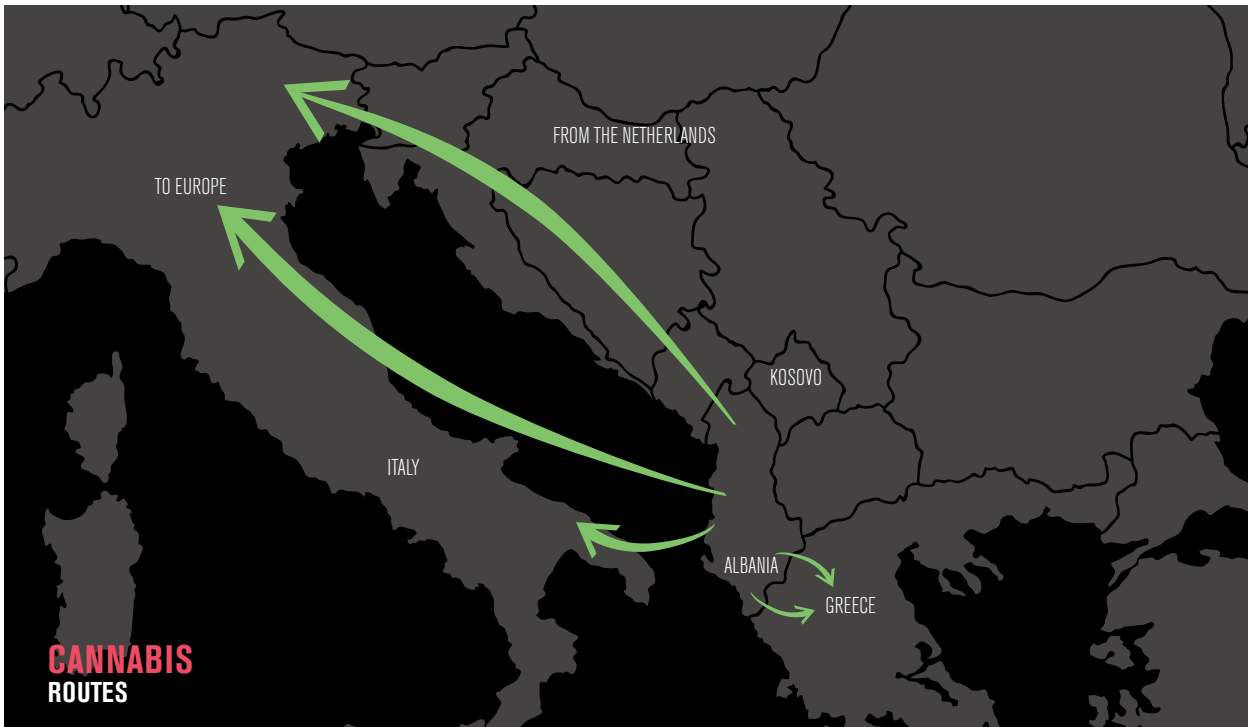 FROM THE NETHERLANDS
TO EUROPE
KOSOVO
ITALY
ALBANIA
GREECE
CANNABIS
ROUTES